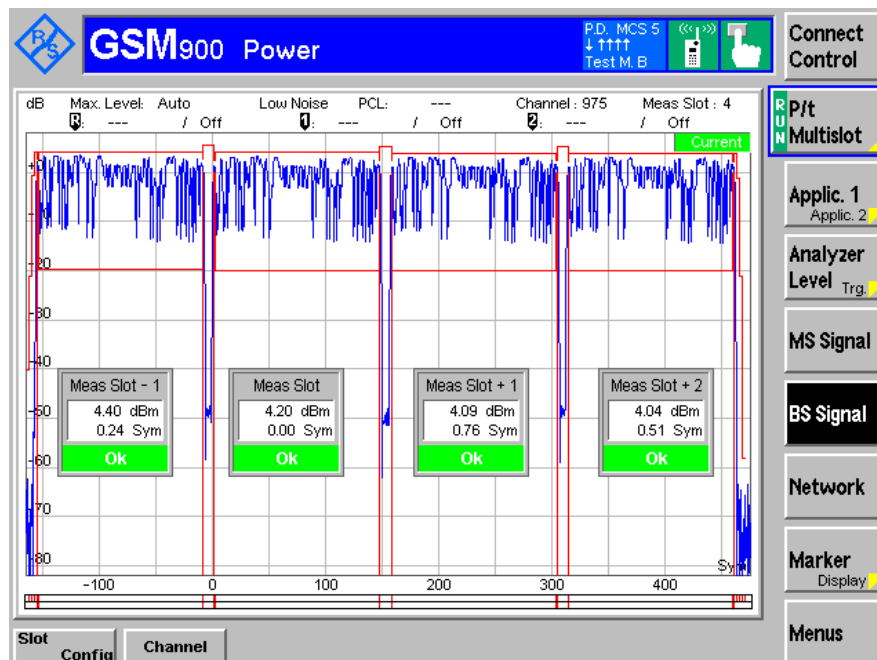 R/S
GSM900 Power
P.D. MCS 5
↓ ↑↑↑↑
Test M. B
Connect Control
dB Max. Level: Auto Low Noise PCL: --- Channel : 975 Meas Slot : 4
R: --- / Off 1: --- / Off 2: --- / Off
Current
RUN
P/t Multislot
Applic. 1
Applic. 2
Analyzer Level Trg.
MS Signal
BS Signal
Network
Marker
Display
Menus
-20
-30
-40
-50
-60
-70
-80
Meas Slot - 1
4.40 dBm
0.24 Sym
Ok
Meas Slot
4.20 dBm
0.00 Sym
Ok
Meas Slot + 1
4.09 dBm
0.76 Sym
Ok
Meas Slot + 2
4.04 dBm
0.51 Sym
Ok
-100 0 100 200 300 400
Slot Config
Channel